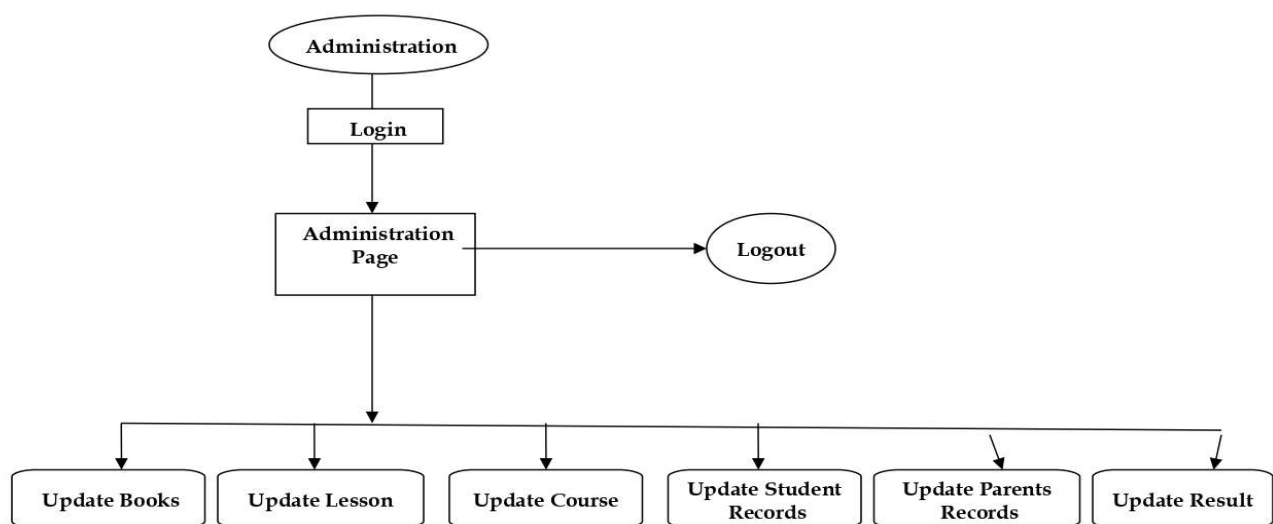 Administration
Login
Administration
Page
Logout
Update Books
Update Lesson
Update Course
Update Student
Records
Update Parents
Records
Update Result